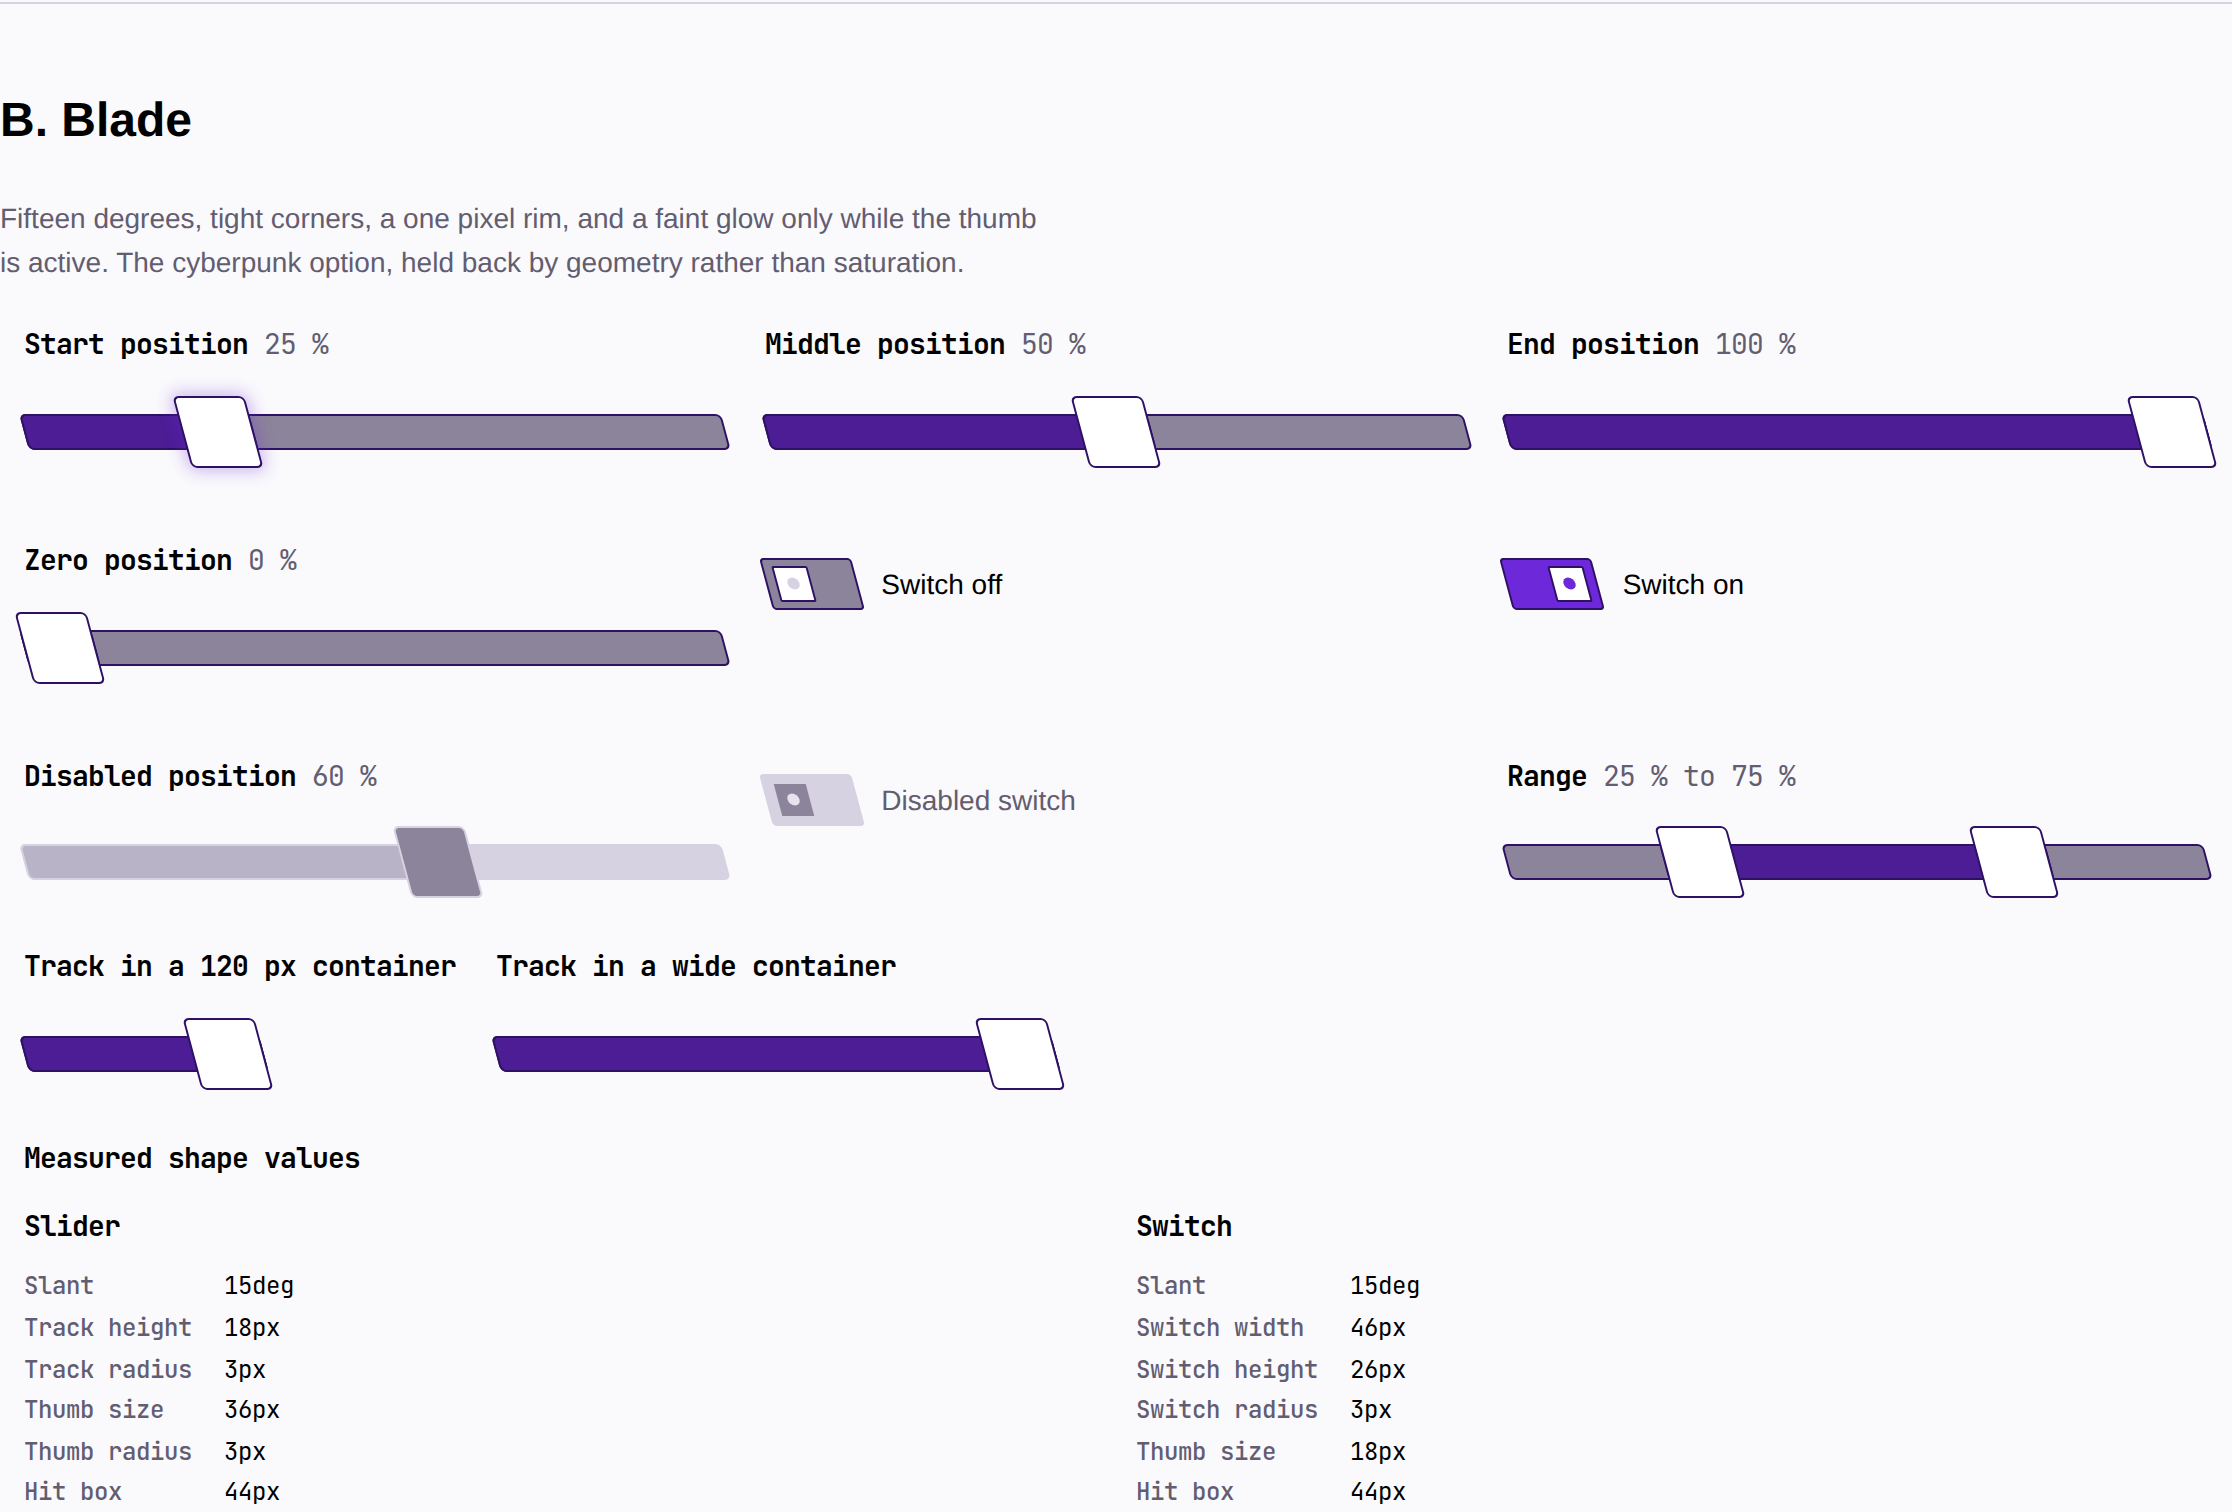 B. Blade
Fifteen degrees, tight corners, a one pixel rim, and a faint glow only while the thumb
is active. The cyberpunk option, held back by geometry rather than saturation.
Start position 25 %
Middle position 50 %
End position 100 %
Zero position 0 %
Switch off
Switch on
Disabled position 60 %
Disabled switch
Range 25 % to 75 %
Track in a 120 px container
Track in a wide container
Measured shape values
Slider
Slant 15deg
Track height 18px
Track radius 3px
Thumb size 36px
Thumb radius 3px
Hit box 44px
Switch
Slant 15deg
Switch width 46px
Switch height 26px
Switch radius 3px
Thumb size 18px
Hit box 44px